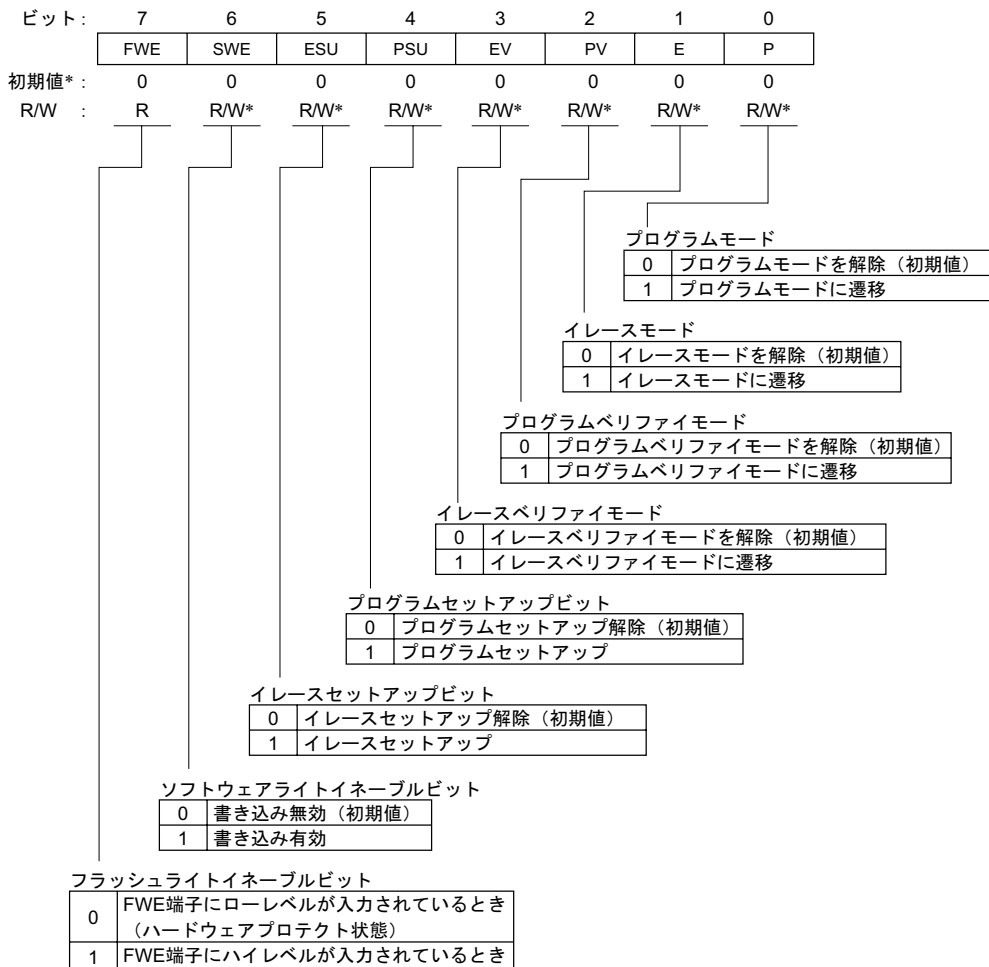 ビット: 7 6 5 4 3 2 1 0
FWE SWE ESU PSU EV PV E P
初期値* : 0 0 0 0 0 0 0 0
R/W : R R/W* R/W* R/W* R/W* R/W* R/W* R/W*
プログラムモード
0 プログラムモードを解除（初期値）
1 プログラムモードに遷移
イレースモード
0 イレースモードを解除（初期値）
1 イレースモードに遷移
プログラムベリファイモード
0 プログラムベリファイモードを解除（初期値）
1 プログラムベリファイモードに遷移
イレースベリファイモード
0 イレースベリファイモードを解除（初期値）
1 イレースベリファイモードに遷移
プログラムセットアップビット
0 プログラムセットアップ解除（初期値）
1 プログラムセットアップ
イレースセットアップビット
0 イレースセットアップ解除（初期値）
1 イレースセットアップ
ソフトウェアライトイネーブルビット
0 書き込み無効（初期値）
1 書き込み有効
フラッシュライトイネーブルビット
0 FWE端子にローレベルが入力されているとき
（ハードウェアプロテクト状態）
1 FWE端子にハイレベルが入力されているとき